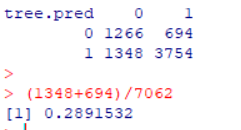 tree.pred 0 1
0 1266 694
1 1348 3754
>
> (1348+694)/7062
[1] 0.2891532
>